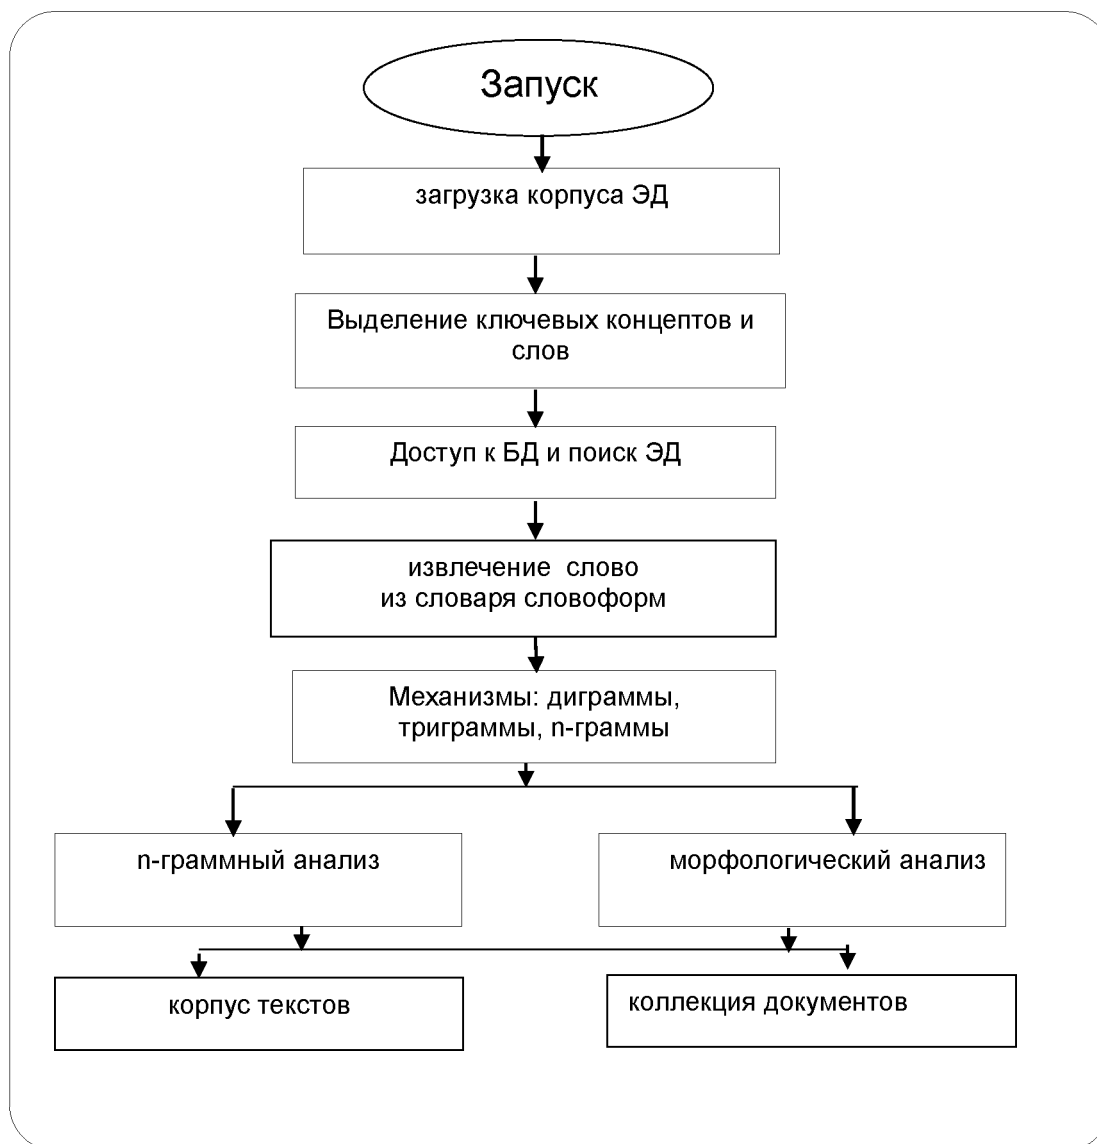 Запуск
загрузка корпуса ЭД
Выделение ключевых концептов и
слов
Доступ к БД и поиск ЭД
извлечение слово
из словаря словоформ
Механизмы: диграммы,
триграммы, n-граммы
n-граммный анализ
морфологический анализ
корпус текстов
коллекция документов